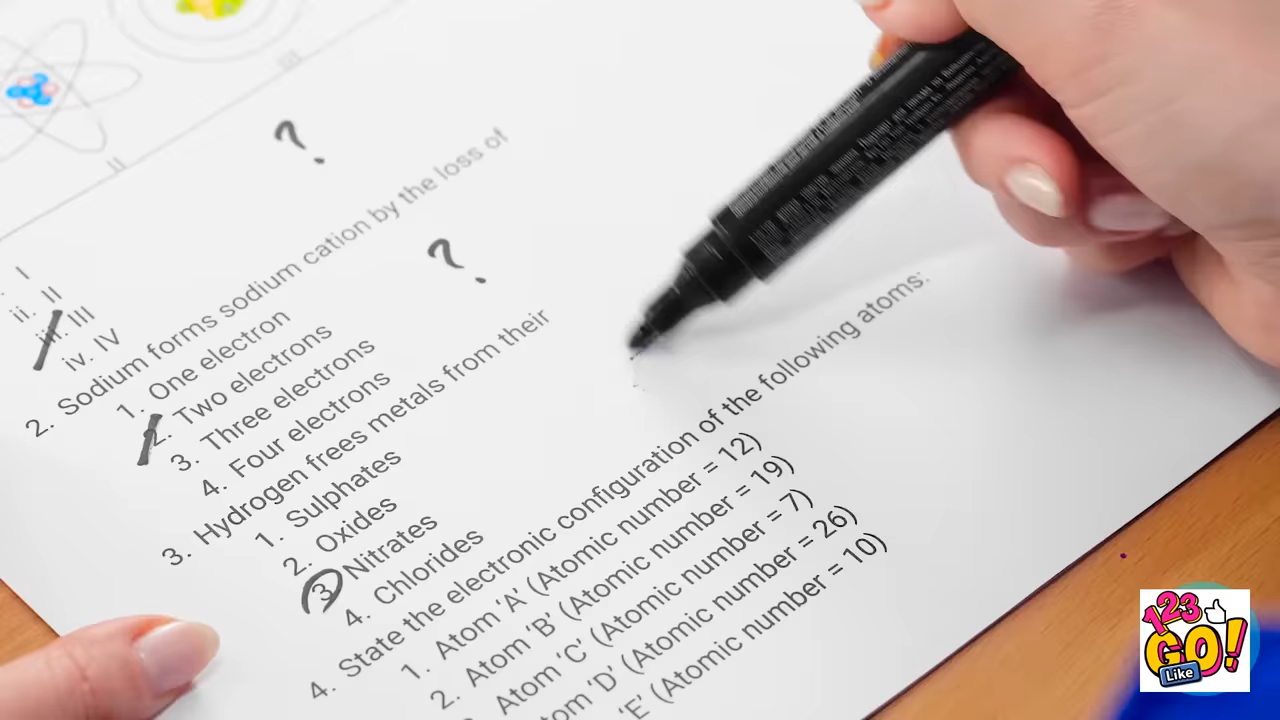 III
II
?
. I
ii. II
iii. III
iv. IV
2. Sodium forms sodium cation by the loss of
1. One electron
2. Two electrons
3. Three electrons
4. Four electrons
?
3. Hydrogen frees metals from their
1. Sulphates
2. Oxides
3 Nitrates
4. Chlorides
4. State the electronic configuration of the following atoms:
1. Atom ‘A’ (Atomic number = 12)
2. Atom ‘B’ (Atomic number = 19)
Atom ‘C’ (Atomic number = 7)
tom ‘D’ (Atomic number = 26)
‘E’ (Atomic number = 10)
123
GO!
Like